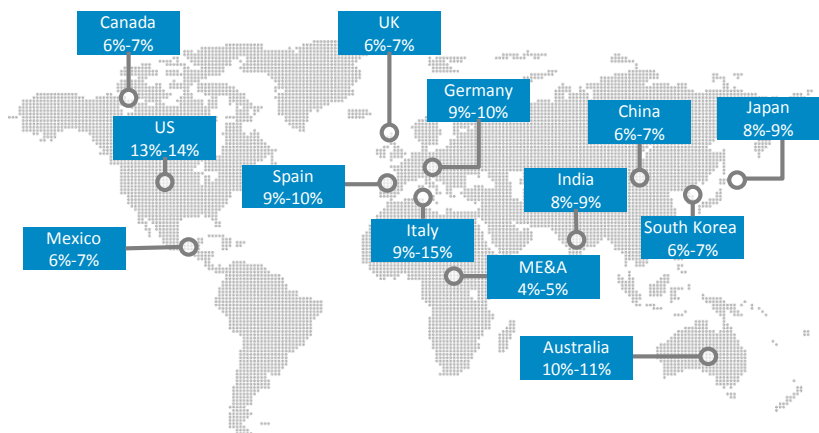 Canada
6%-7%
UK
6%-7%
Germany
9%-10%
China
6%-7%
Japan
8%-9%
US
13%-14%
Spain
9%-10%
India
8%-9%
Italy
9%-15%
South Korea
6%-7%
Mexico
6%-7%
ME&A
4%-5%
Australia
10%-11%